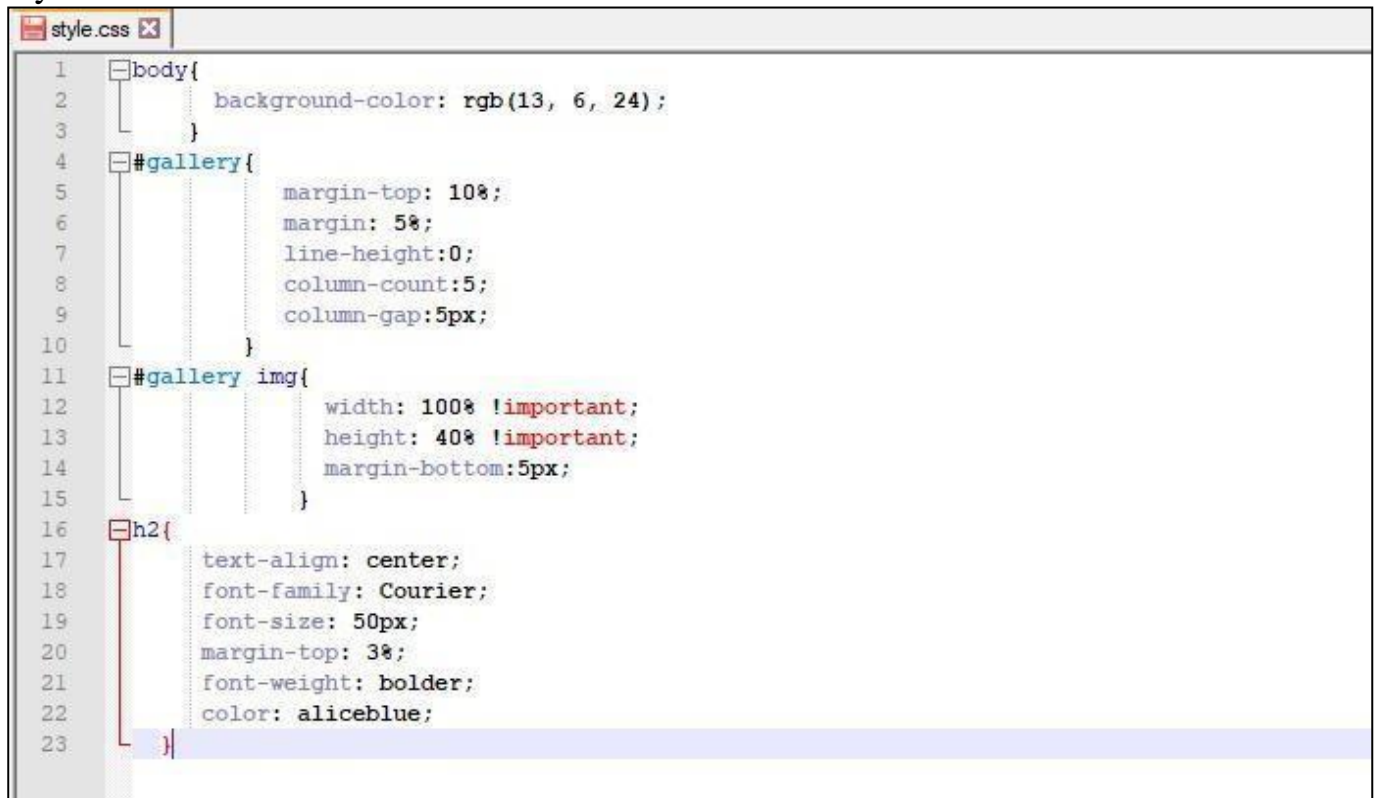 style.css
1 body{
2 background-color: rgb(13, 6, 24);
3 }
4 #gallery{
5 margin-top: 10%;
6 margin: 5%;
7 line-height:0;
8 column-count:5;
9 column-gap:5px;
10 }
11 #gallery img{
12 width: 100% !important;
13 height: 40% !important;
14 margin-bottom:5px;
15 }
16 h2{
17 text-align: center;
18 font-family: Courier;
19 font-size: 50px;
20 margin-top: 3%;
21 font-weight: bolder;
22 color: aliceblue;
23 }